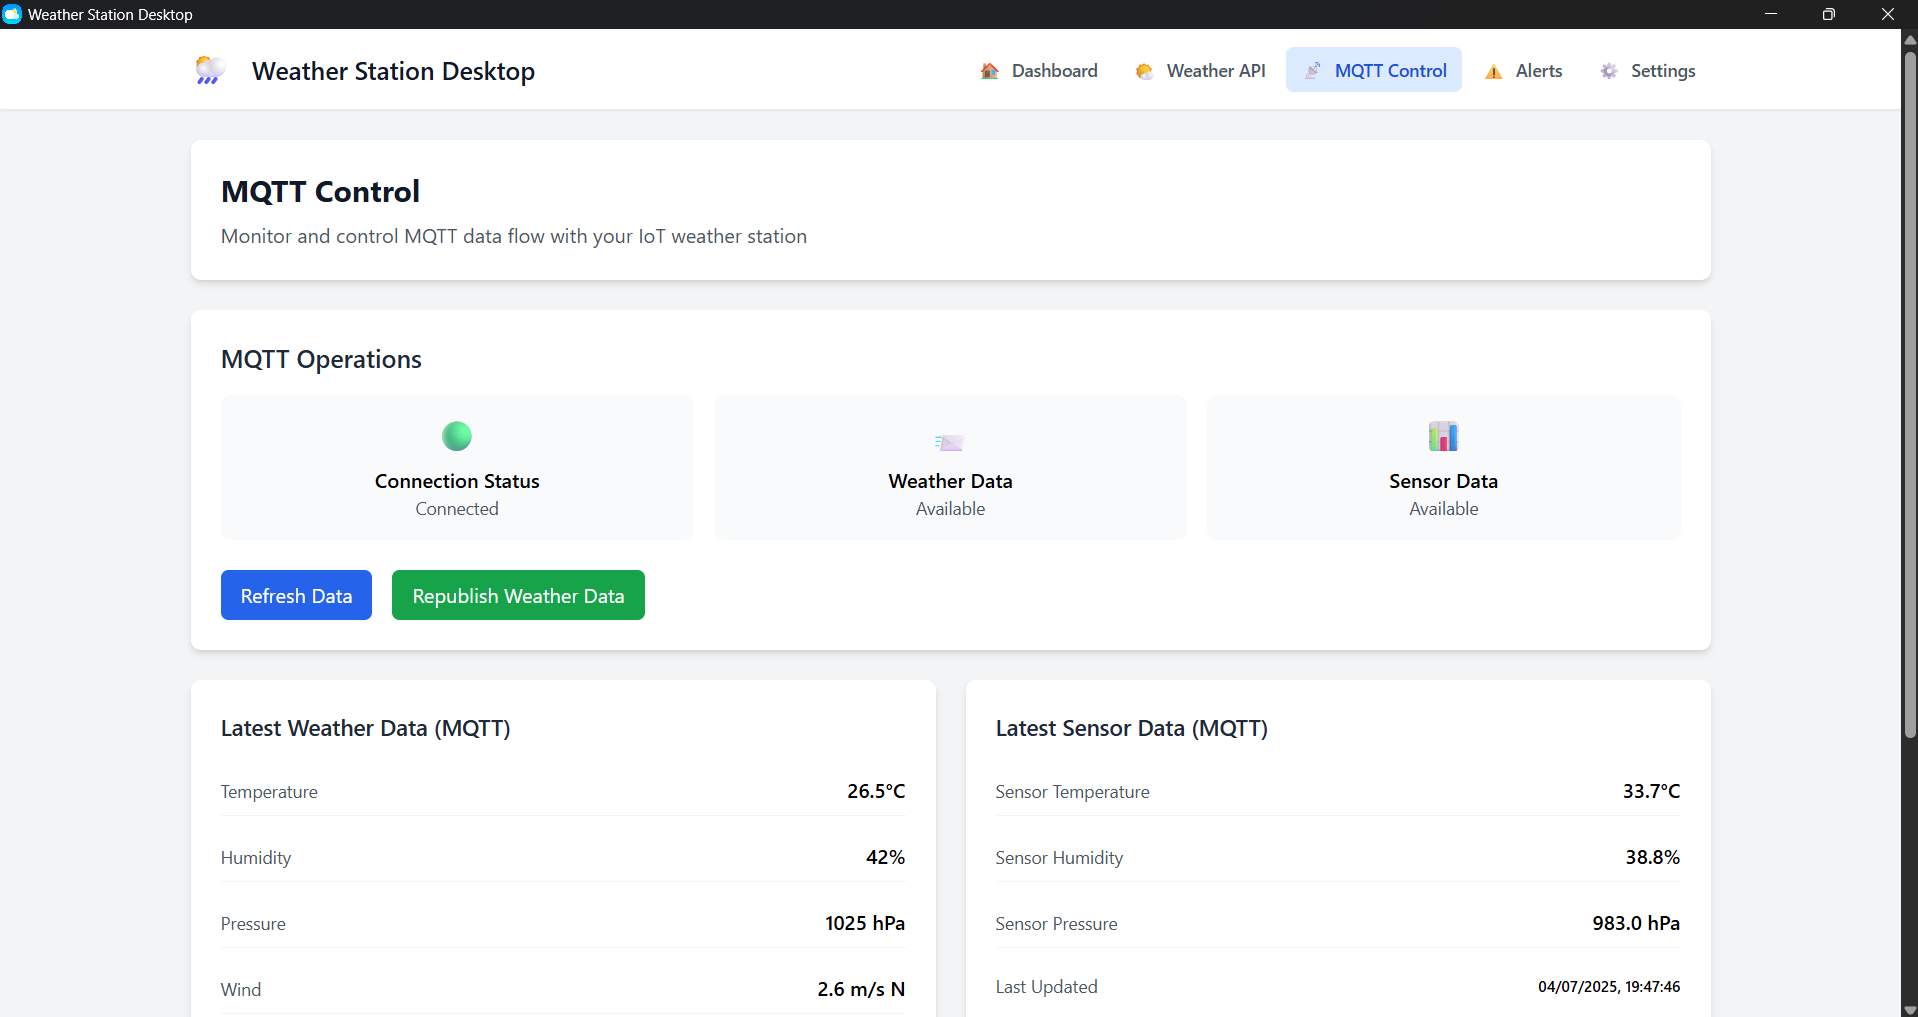 Weather Station Desktop
Weather Station Desktop
Dashboard
Weather API
MQTT Control
Alerts
Settings
MQTT Control
Monitor and control MQTT data flow with your IoT weather station
MQTT Operations
Connection Status
Connected
Weather Data
Available
Sensor Data
Available
Refresh Data
Republish Weather Data
Latest Weather Data (MQTT)
Temperature 26.5°C
Humidity 42%
Pressure 1025 hPa
Wind 2.6 m/s N
Latest Sensor Data (MQTT)
Sensor Temperature 33.7°C
Sensor Humidity 38.8%
Sensor Pressure 983.0 hPa
Last Updated 04/07/2025, 19:47:46